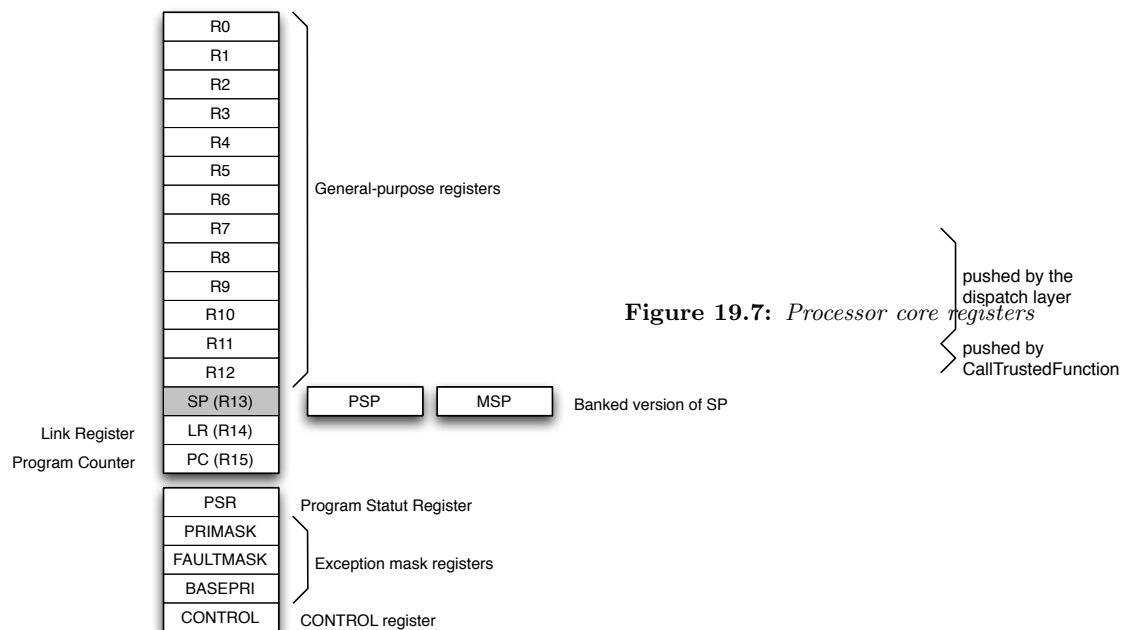 R0
R1
R2
R3
R4
R5
R6
General-purpose registers
R7
R8
R9
pushed by the
dispatch layer
R10
Figure 19.7: Processor core registers
R11
pushed by
CallTrustedFunction
R12
SP (R13)
PSP
MSP
Banked version of SP
Link Register
LR (R14)
Program Counter
PC (R15)
PSR
Program Statut Register
PRIMASK
FAULTMASK
Exception mask registers
BASEPRI
CONTROL
CONTROL register